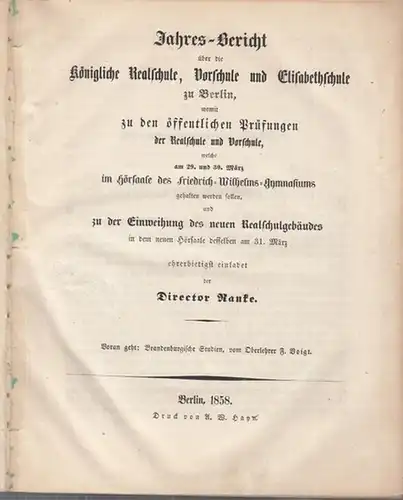 Jahres-Bericht
über die
Königliche Realschule, Vorschule und Elisabethschule
zu Berlin,
womit
zu den öffentlichen Prüfungen
der Realschule und Vorschule,
welche
am 29. und 30. März
im Hörsaale des Friedrich-Wilhelms-Gymnasiums
gehalten werden sollen,
und
zu der Einweihung des neuen Realschulgebäudes
in dem neuen Hörsaale desselben am 31. März
ehrerbietigst einladet
der
Director Ranke.
Voran geht: Brandenburgische Studien, vom Oberlehrer F. Voigt.
Berlin, 1858.
Druck von A. W. Hayn.